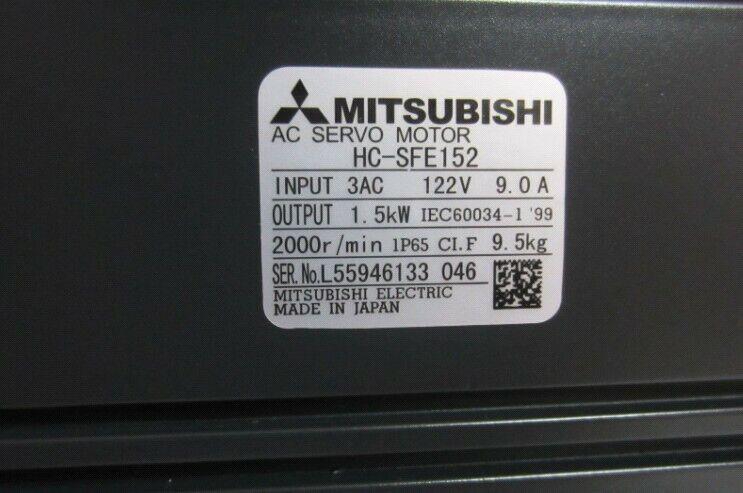 MITSUBISHI
AC SERVO MOTOR
HC-SFE152
INPUT 3AC 122V 9.0A
OUTPUT 1.5kW IEC60034-1 '99
2000r/min IP65 CI.F 9.5kg
SER.No.L55946133 046
MITSUBISHI ELECTRIC
MADE IN JAPAN